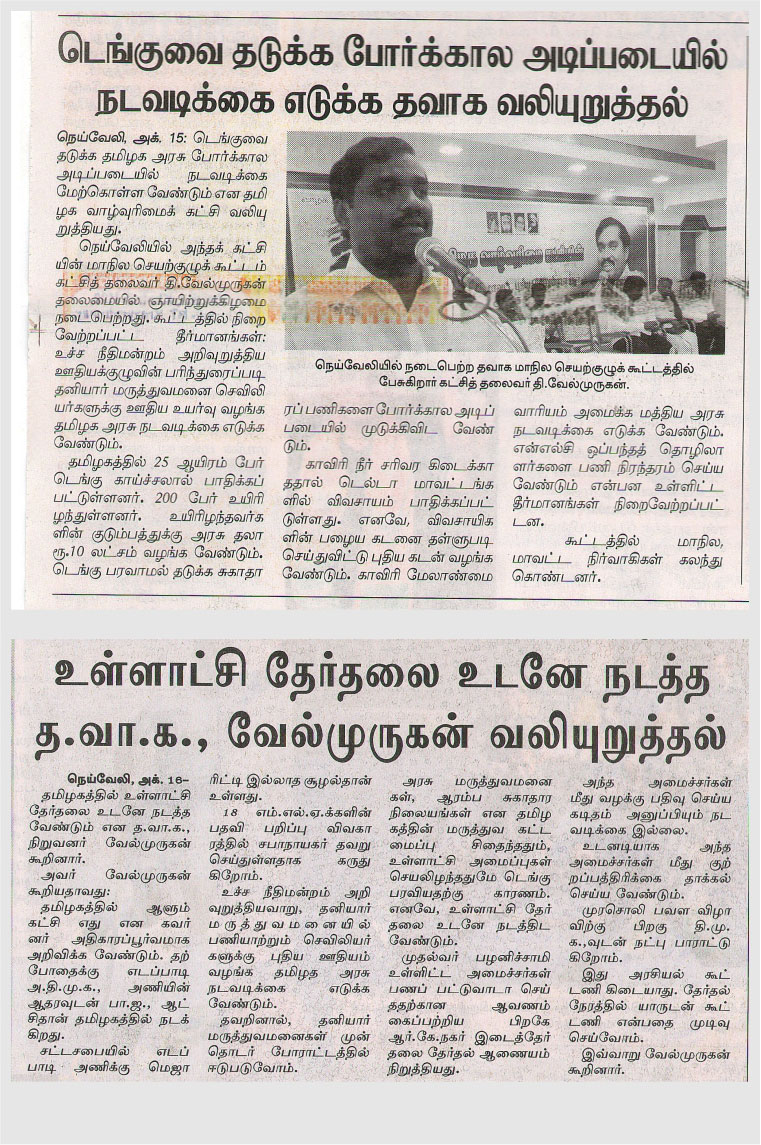 டெங்குவை தடுக்க போர்க்கால அடிப்படையில்
நடவடிக்கை எடுக்க தவாக வலியுறுத்தல்
நெய்வேலி, அக். 15: டெங்குவை
தடுக்க தமிழக அரசு போர்க்கால
அடிப்படையில் நடவடிக்கை
மேற்கொள்ள வேண்டும் என தமி
ழக வாழ்வுரிமைக் கட்சி வலியு
றுத்தியது.
நெய்வேலியில் அந்தக் கட்சி
யின் மாநில செயற்குழுக் கூட்டம்
கட்சித் தலைவர் தி.வேல்முருகன்
தலைமையில் ஞாயிற்றுக்கிழமை
நடைபெற்றது. கூட்டத்தில் நிறை
வேற்றப்பட்ட தீர்மானங்கள்:
உச்ச நீதிமன்றம் அறிவுறுத்திய
ஊதியக்குழுவின் பரிந்துரைப்படி
தனியார் மருத்துவமனை செவிலி
யர்களுக்கு ஊதிய உயர்வு வழங்க
தமிழக அரசு நடவடிக்கை எடுக்க
வேண்டும்.
தமிழகத்தில் 25 ஆயிரம் பேர்
டெங்கு காய்ச்சலால் பாதிக்கப்
பட்டுள்ளனர். 200 பேர் உயிரி
ழந்துள்ளனர். உயிரிழந்தவர்க
ளின் குடும்பத்துக்கு அரசு தலா
ரூ.10 லட்சம் வழங்க வேண்டும்.
டெங்கு பரவாமல் தடுக்க சுகாதா
நெய்வேலியில் நடைபெற்ற தவாக மாநில செயற்குழுக் கூட்டத்தில்
பேசுகிறார் கட்சித் தலைவர் தி.வேல்முருகன்.
ரப் பணிகளை போர்க்கால அடிப்
படையில் முடுக்கிவிட வேண்
டும்.
காவிரி நீர் சரிவர கிடைக்கா
ததால் டெல்டா மாவட்டங்க
ளில் விவசாயம் பாதிக்கப்பட்
டுள்ளது. எனவே, விவசாயிக
ளின் பழைய கடனை தள்ளுபடி
செய்துவிட்டு புதிய கடன் வழங்க
வேண்டும். காவிரி மேலாண்மை
வாரியம் அமைக்க மத்திய அரசு
நடவடிக்கை எடுக்க வேண்டும்.
என்எல்சி ஒப்பந்தத் தொழிலா
ளர்களை பணி நிரந்தரம் செய்ய
வேண்டும் என்பன உள்ளிட்ட
தீர்மானங்கள் நிறைவேற்றப்பட்
டன.
கூட்டத்தில் மாநில,
மாவட்ட நிர்வாகிகள் கலந்து
கொண்டனர்.
உள்ளாட்சி தேர்தலை உடனே நடத்த
த.வா.க., வேல்முருகன் வலியுறுத்தல்
நெய்வேலி, அக். 16–
தமிழகத்தில் உள்ளாட்சி
தேர்தலை உடனே நடத்த
வேண்டும் என த.வா.க.,
நிறுவனர் வேல்முருகன்
கூறினார்.
அவர் வேல்முருகன்
கூறியதாவது:
தமிழகத்தில் ஆளும்
கட்சி எது என கவர்
னர் அதிகாரப்பூர்வமாக
அறிவிக்க வேண்டும். தற்
போதைக்கு எடப்பாடி
அ.தி.மு.க., அணியின்
ஆதரவுடன் பா.ஜ., ஆட்
சிதான் தமிழகத்தில் நடக்
கிறது.
சட்டசபையில் எடப்
பாடி அணிக்கு மெஜா
ரிட்டி இல்லாத சூழல்தான்
உள்ளது.
18 எம்.எல்.ஏ.க்களின்
பதவி பறிப்பு விவகா
ரத்தில் சபாநாயகர் தவறு
செய்துள்ளதாக கருது
கிறோம்.
உச்ச நீதிமன்றம் அறி
வுறுத்தியவாறு, தனியார்
மருத்துவமனையில்
பணியாற்றும் செவிலியர்
களுக்கு புதிய ஊதியம்
வழங்க தமிழத அரசு
நடவடிக்கை எடுக்க
வேண்டும்.
தவறினால், தனியார்
மருத்துவமனைகள் முன்
தொடர் போராட்டத்தில்
ஈடுபடுவோம்.
அரசு மருத்துவமனை
கள், ஆரம்ப சுகாதார
நிலையங்கள் என தமிழ
கத்தின் மருத்துவ கட்ட
மைப்பு சிதைந்ததும்,
உள்ளாட்சி அமைப்புகள்
செயலிழந்ததுமே டெங்கு
பரவியதற்கு காரணம்.
எனவே, உள்ளாட்சி தேர்
தலை உடனே நடத்திட
வேண்டும்.
முதல்வர் பழனிச்சாமி
உள்ளிட்ட அமைச்சர்கள்
பணப் பட்டுவாடா செய்
ததற்கான ஆவணம்
கைப்பற்றிய பிறகே
ஆர்.கே.நகர் இடைத்தேர்
தலை தேர்தல் ஆணையம்
நிறுத்தியது.
அந்த அமைச்சர்கள்
மீது வழக்கு பதிவு செய்ய
கடிதம் அனுப்பியும் நட
வடிக்கை இல்லை.
உடனடியாக அந்த
அமைச்சர்கள் மீது குற்
றப்பத்திரிக்கை தாக்கல்
செய்ய வேண்டும்.
முரசொலி பவள விழா
விற்கு பிறகு தி.மு.
க.,வுடன் நட்பு பாராட்டு
கிறோம்.
இது அரசியல் கூட்
டணி கிடையாது. தேர்தல்
நேரத்தில் யாருடன் கூட்
டணி என்பதை முடிவு
செய்வோம்.
இவ்வாறு வேல்முருகன்
கூறினார்.